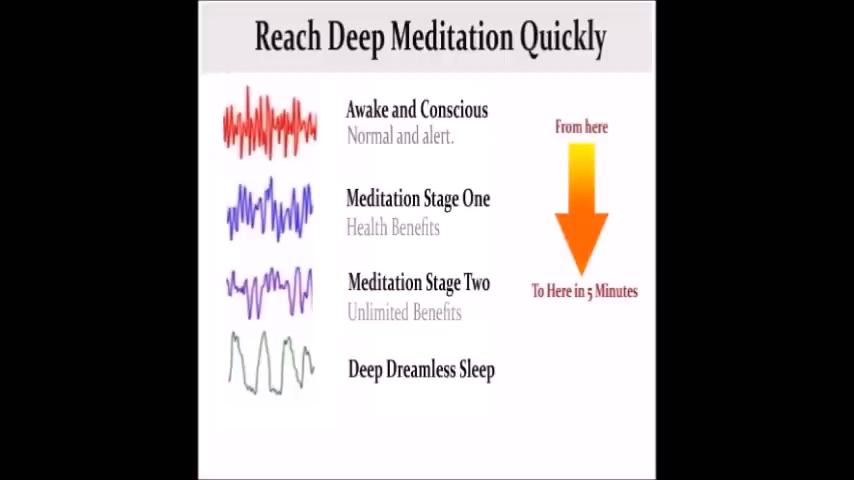 Reach Deep Meditation Quickly
Awake and Conscious
Normal and alert.
From here
Meditation Stage One
Health Benefits
Meditation Stage Two
Unlimited Benefits
To Here in 5 Minutes
Deep Dreamless Sleep